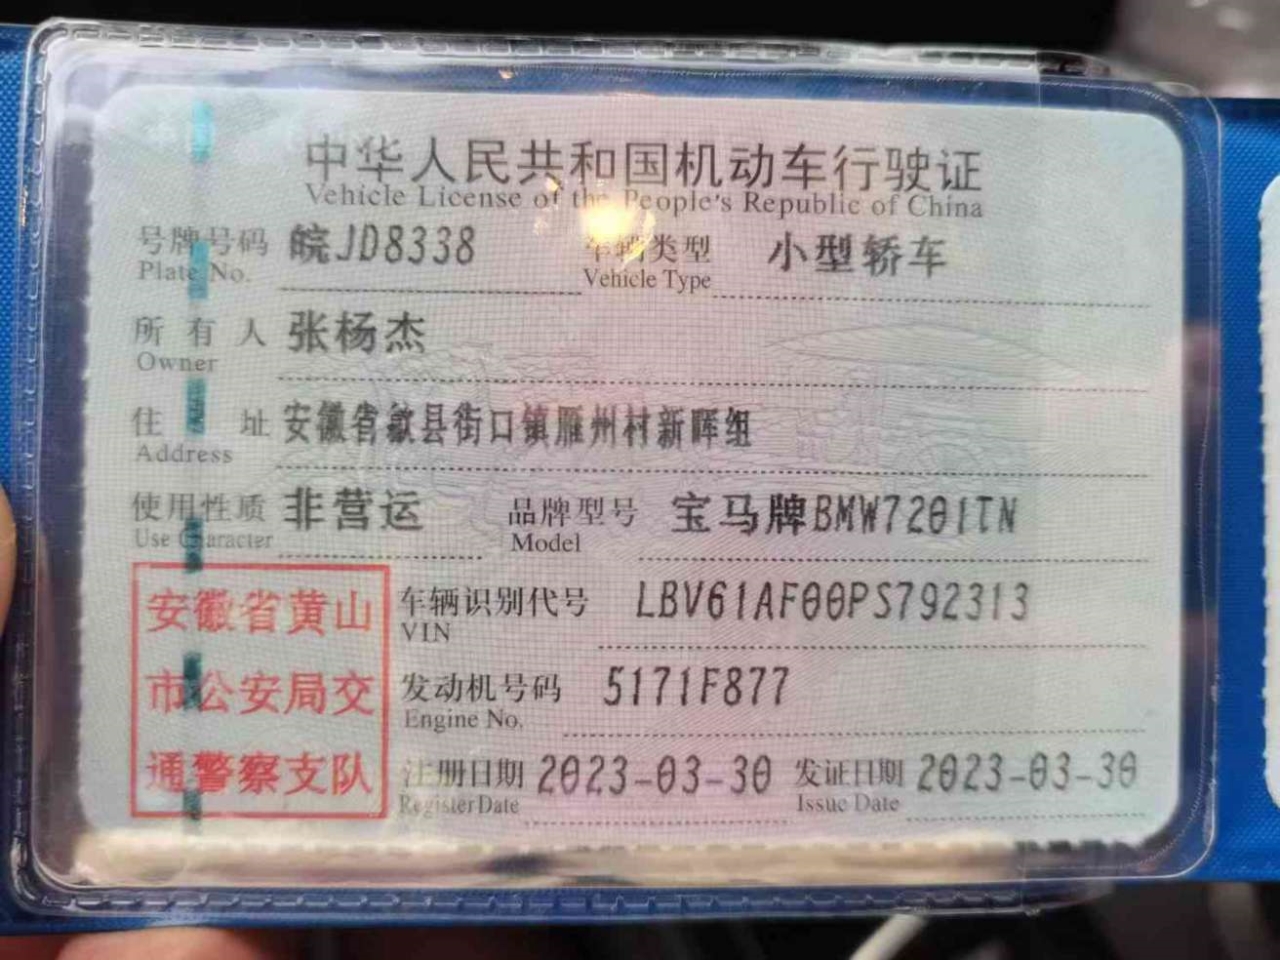 中华人民共和国机动车行驶证
Vehicle License of the People's Republic of China
号牌号码 皖JD8338 车辆类型 小型轿车
Plate No. Vehicle Type
所有人 张杨杰
Owner
住址 安徽省歙县街口镇雁州村新晖组
Address
使用性质 非营运 品牌型号 宝马牌BMW7201TN
Use Character Model
安徽省黄山
市公安局交
通警察支队
车辆识别代号 LBV61AF00PS792313
VIN
发动机号码 5171F877
Engine No.
注册日期 2023-03-30 发证日期 2023-03-30
Register Date Issue Date